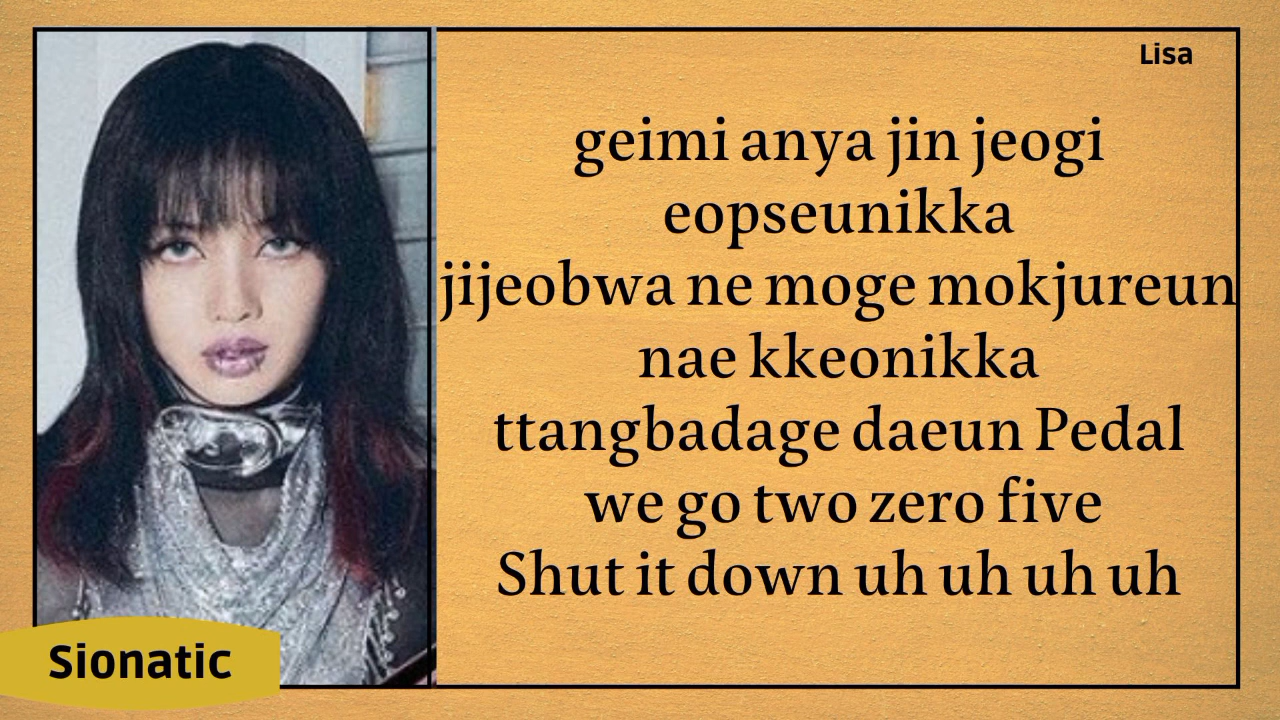 Lisa
geimi anya jin jeogi
eopseunikka
jijeobwa ne moge mokjureun
nae kkeonikka
ttangbadage daeun Pedal
we go two zero five
Shut it down uh uh uh uh
Sionatic